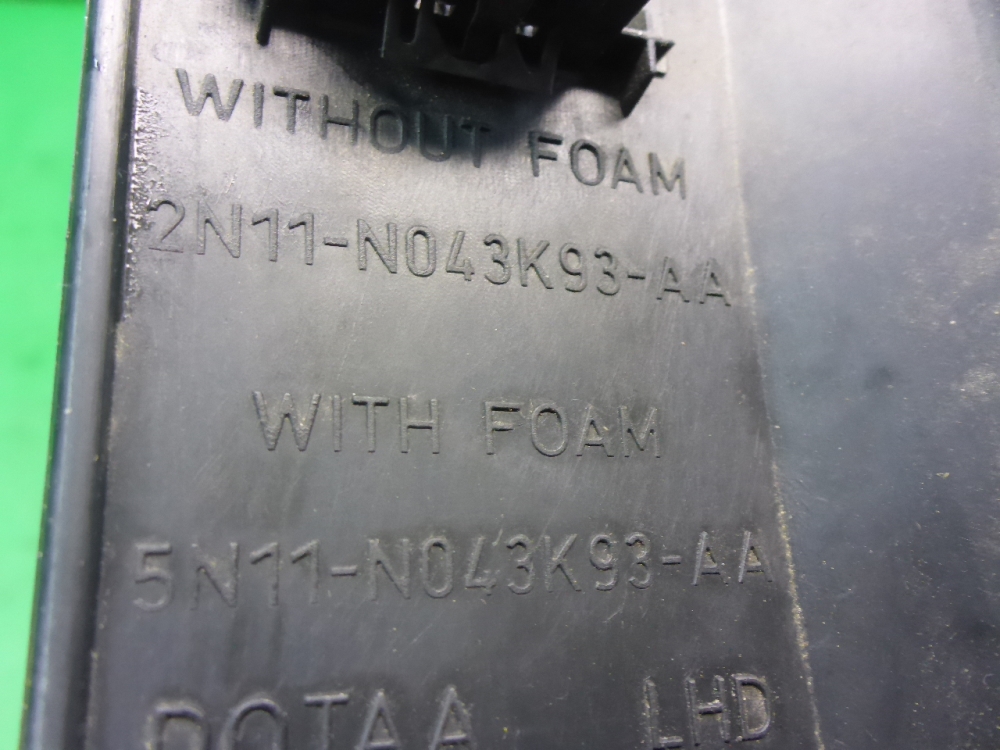 WITHOUT FOAM
2N11-N043K93-AA
WITH FOAM
5N11-N043K93-AA
LHD